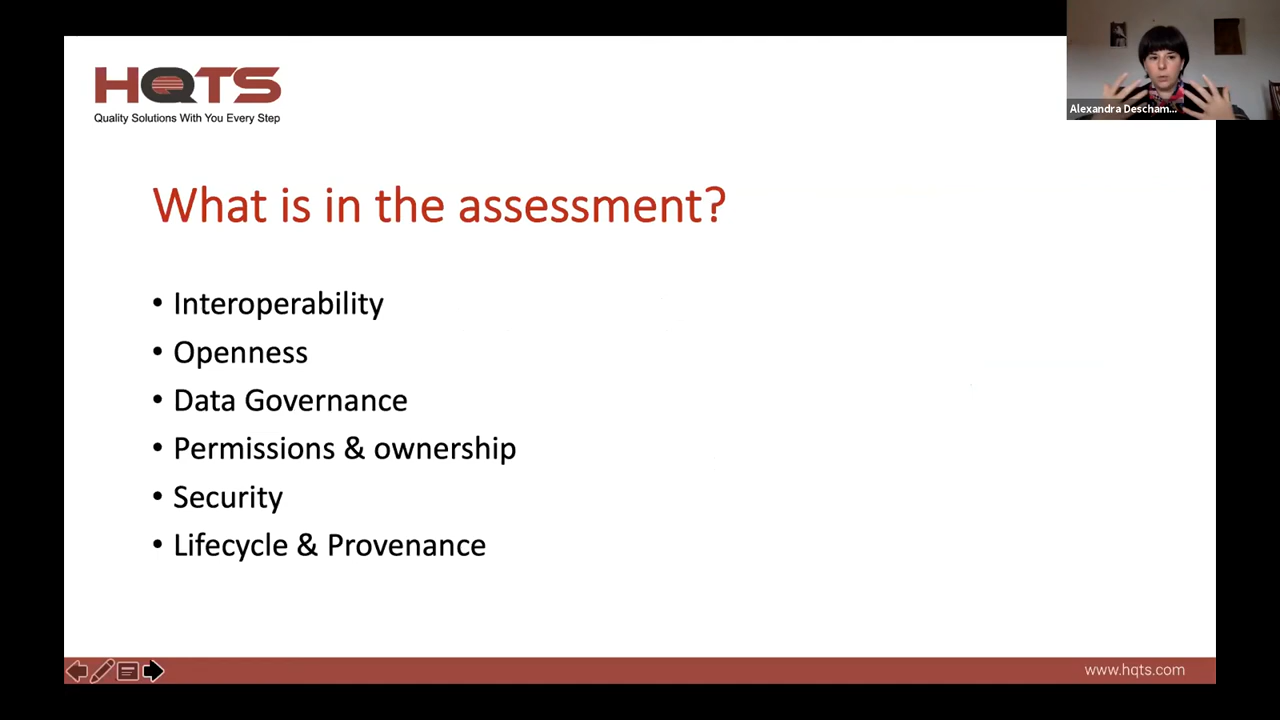 HQTS
Quality Solutions With You Every Step
Alexandra Descham...
What is in the assessment?
• Interoperability
• Openness
• Data Governance
• Permissions & ownership
• Security
• Lifecycle & Provenance
www.hqts.com